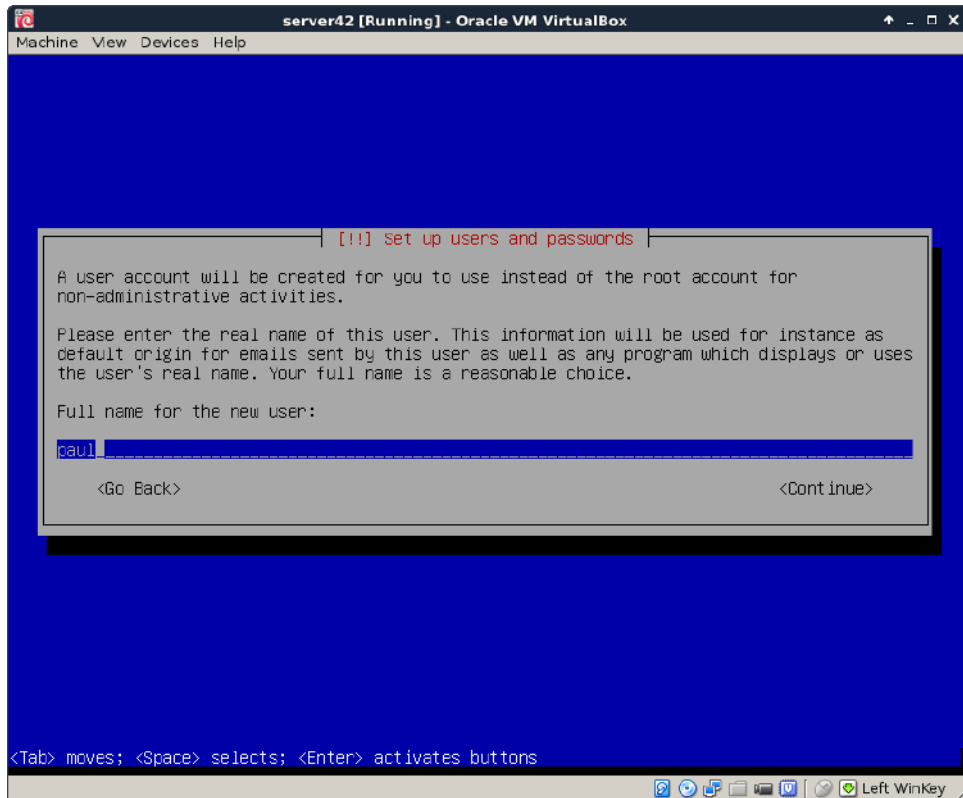 server42 [Running] - Oracle VM VirtualBox
Machine View Devices Help
[!!] Set up users and passwords
A user account will be created for you to use instead of the root account for
non-administrative activities.
Please enter the real name of this user. This information will be used for instance as
default origin for emails sent by this user as well as any program which displays or uses
the user's real name. Your full name is a reasonable choice.
Full name for the new user:
paul
<Go Back> <Continue>
<Tab> moves; <Space> selects; <Enter> activates buttons
Left WinKey